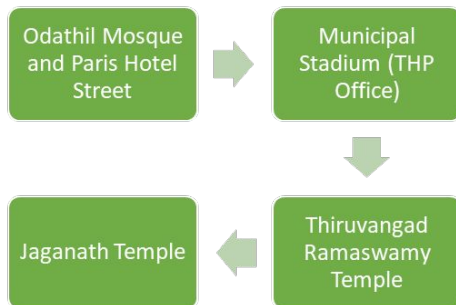 Odathil Mosque
and Paris Hotel
Street
Municipal
Stadium (THP
Office)
Thiruvangad
Ramaswamy
Temple
Jaganath Temple